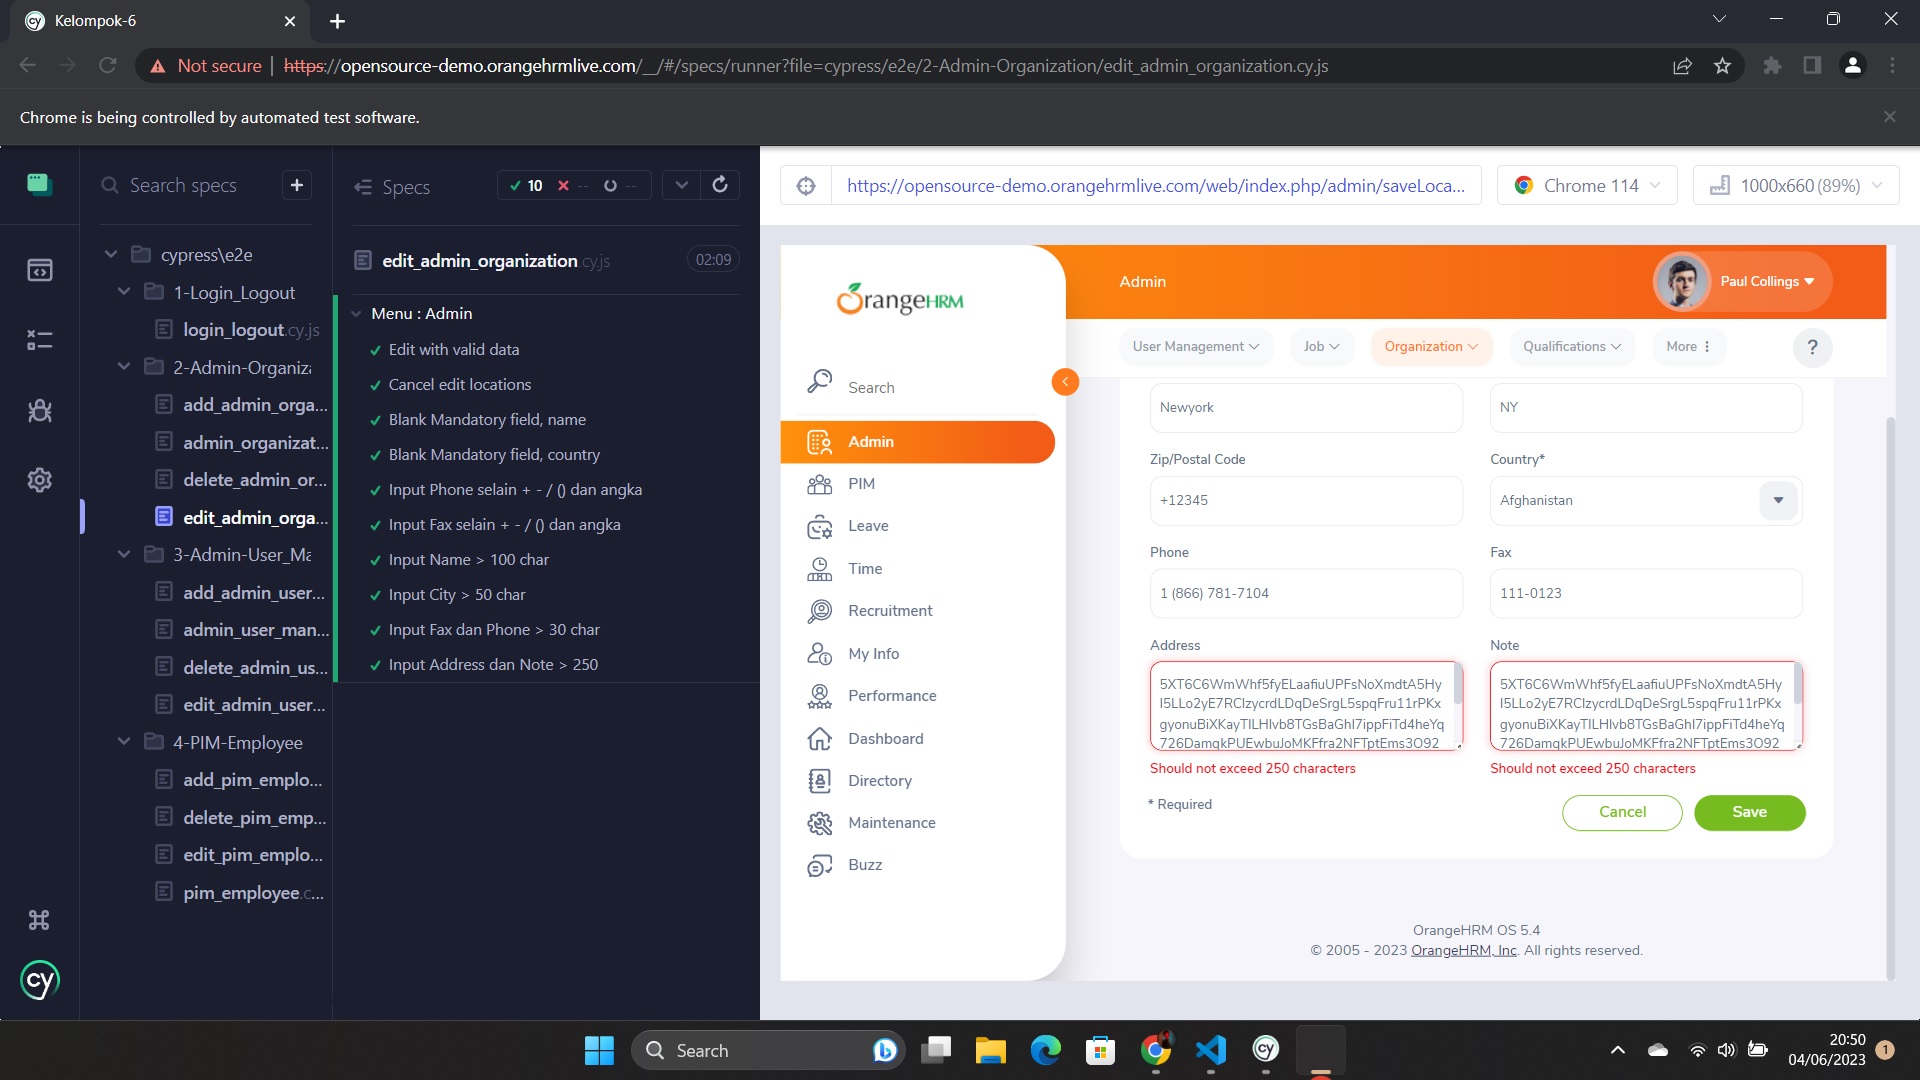 Kelompok-6
Not secure | https://opensource-demo.orangehrmlive.com/__/#/specs/runner?file=cypress/e2e/2-Admin-Organization/edit_admin_organization.cy.js
Chrome is being controlled by automated test software.
Search specs
cypress\e2e
1-Login_Logout
login_logout.cy.js
2-Admin-Organiz
add_admin_orga...
admin_organizat...
delete_admin_or...
edit_admin_orga...
3-Admin-User_Ma
add_admin_user...
admin_user_man...
delete_admin_us...
edit_admin_user...
4-PIM-Employee
add_pim_emplo...
delete_pim_emp...
edit_pim_emplo...
pim_employee.c...
cy
Specs
10 -- --
edit_admin_organization.cy.js 02:09
Menu : Admin
Edit with valid data
Cancel edit locations
Blank Mandatory field, name
Blank Mandatory field, country
Input Phone selain + - / () dan angka
Input Fax selain + - / () dan angka
Input Name > 100 char
Input City > 50 char
Input Fax dan Phone > 30 char
Input Address dan Note > 250
https://opensource-demo.orangehrmlive.com/web/index.php/admin/saveLoca...
Chrome 114
1000x660 (89%)
OrangeHRM
Search
Admin
PIM
Leave
Time
Recruitment
My Info
Performance
Dashboard
Directory
Maintenance
Buzz
Admin
Paul Collings
User Management
Job
Organization
Qualifications
More
?
Newyork
NY
Zip/Postal Code
Country*
+12345
Afghanistan
Phone
Fax
1 (866) 781-7104
111-0123
Address
Note
Should not exceed 250 characters
Should not exceed 250 characters
* Required
Cancel
Save
OrangeHRM OS 5.4
© 2005 - 2023 OrangeHRM, Inc. All rights reserved.
Search
20:50
04/06/2023
1